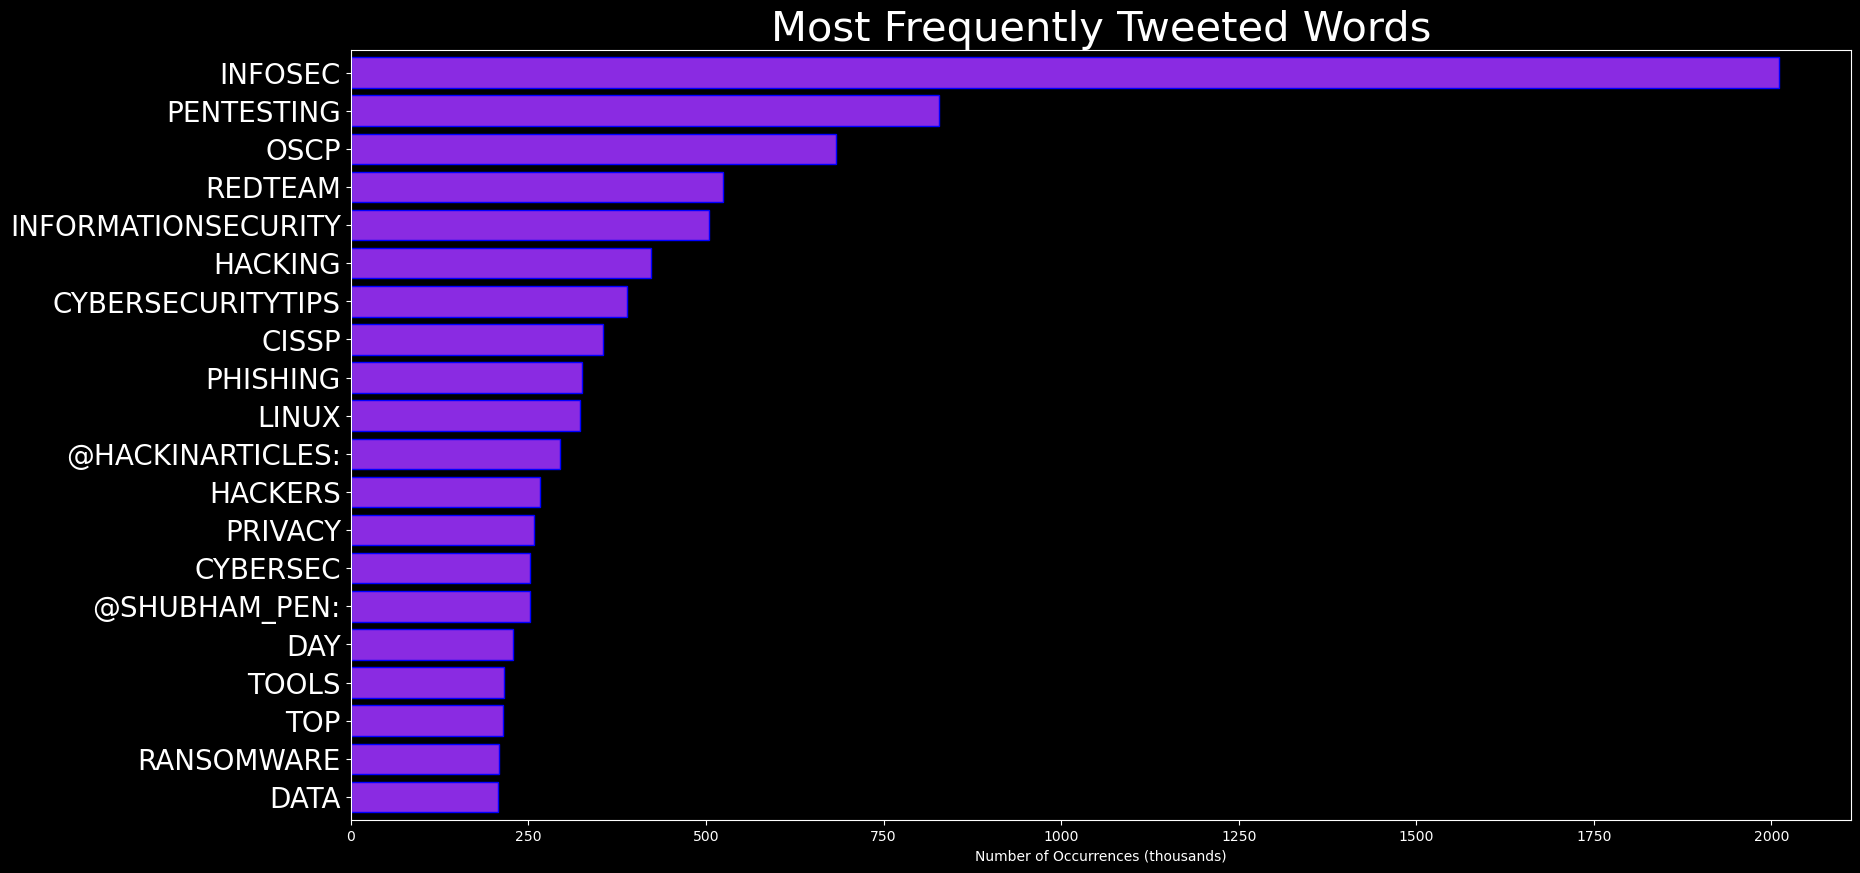 Most Frequently Tweeted Words
INFOSEC
PENTESTING
OSCP
REDTEAM
INFORMATIONSECURITY
HACKING
CYBERSECURITYTIPS
CISSP
PHISHING
LINUX
@HACKINARTICLES:
HACKERS
PRIVACY
CYBERSEC
@SHUBHAM_PEN:
DAY
TOOLS
TOP
RANSOMWARE
DATA
0 250 500 750 1000 1250 1500 1750 2000
Number of Occurrences (thousands)